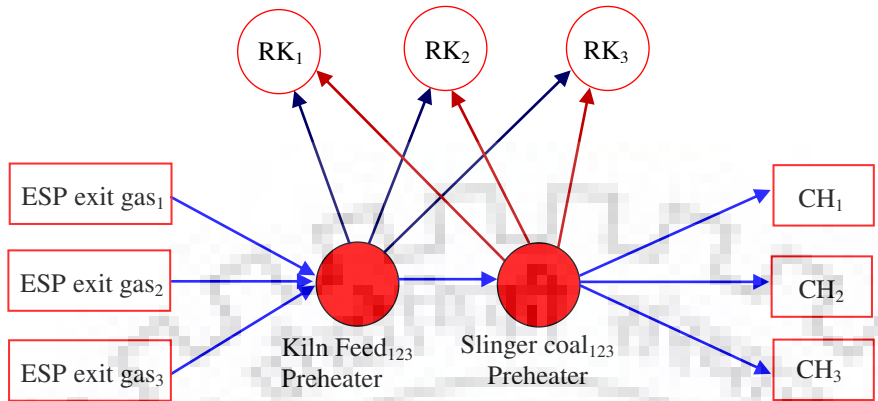 RK₁ RK₂ RK₃
ESP exit gas₁
CH₁
ESP exit gas₂
CH₂
Kiln Feed₁₂₃
Preheater
Slinger coal₁₂₃
Preheater
ESP exit gas₃
CH₃